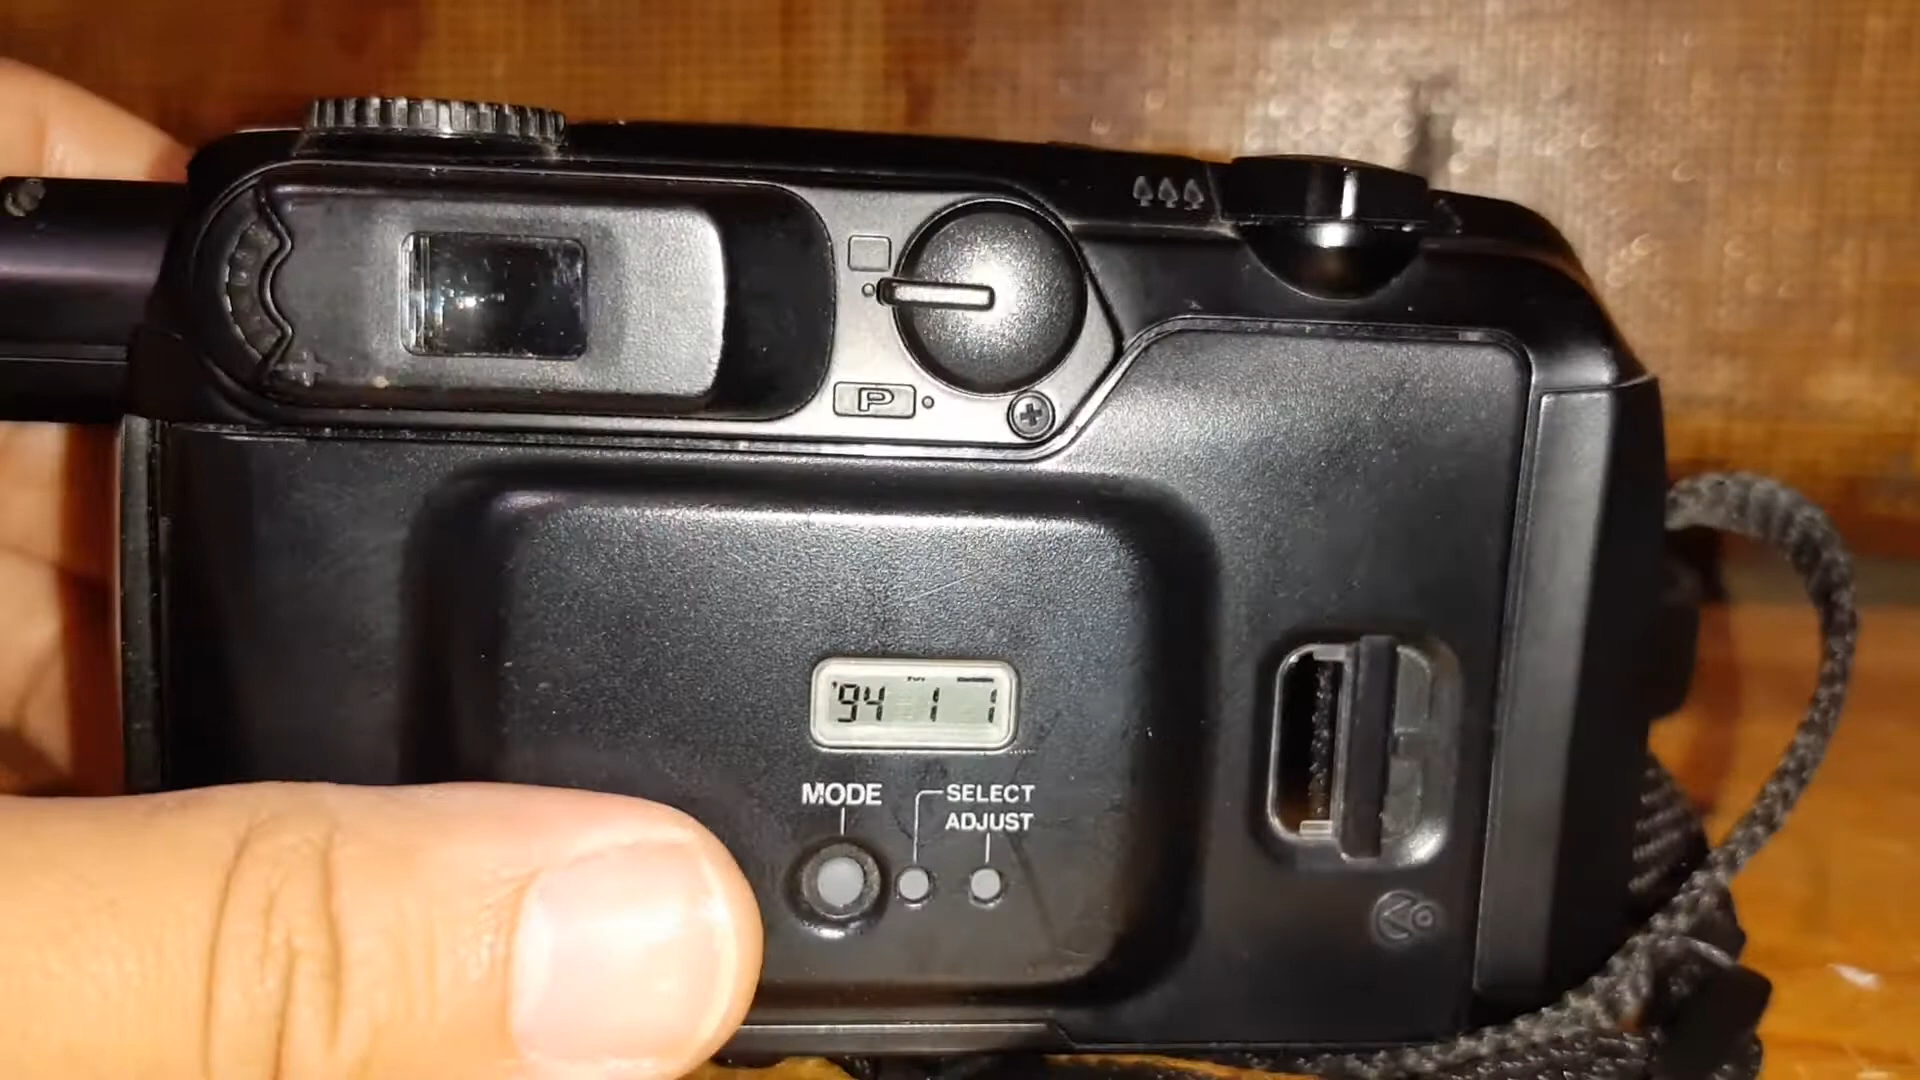 P
'94 1 1
MODE
SELECT
ADJUST